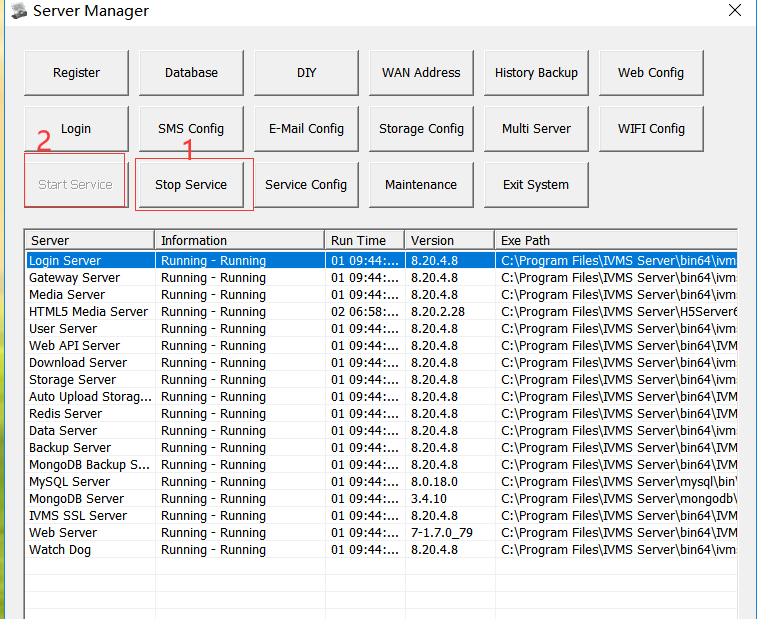 Server Manager
Register Database DIY WAN Address History Backup Web Config
Login SMS Config E-Mail Config Storage Config Multi Server WIFI Config
2 1
Start Service Stop Service Service Config Maintenance Exit System
Server Information Run Time Version Exe Path
Login Server Running - Running 01 09:44:... 8.20.4.8 C:\Program Files\IVMS Server\bin64\ivms
Gateway Server Running - Running 01 09:44:... 8.20.4.8 C:\Program Files\IVMS Server\bin64\ivms
Media Server Running - Running 01 09:44:... 8.20.4.8 C:\Program Files\IVMS Server\bin64\ivms
HTML5 Media Server Running - Running 02 06:58:... 8.20.2.28 C:\Program Files\IVMS Server\H5Server6
User Server Running - Running 01 09:44:... 8.20.4.8 C:\Program Files\IVMS Server\bin64\ivms
Web API Server Running - Running 01 09:44:... 8.20.4.8 C:\Program Files\IVMS Server\bin64\IVM
Download Server Running - Running 01 09:44:... 8.20.4.8 C:\Program Files\IVMS Server\bin64\ivms
Storage Server Running - Running 01 09:44:... 8.20.4.8 C:\Program Files\IVMS Server\bin64\IVM
Auto Upload Storag... Running - Running 01 09:44:... 8.20.4.8 C:\Program Files\IVMS Server\bin64\IVM
Redis Server Running - Running 01 09:44:... 8.20.4.8 C:\Program Files\IVMS Server\bin64\IVM
Data Server Running - Running 01 09:44:... 8.20.4.8 C:\Program Files\IVMS Server\bin64\ivms
Backup Server Running - Running 01 09:44:... 8.20.4.8 C:\Program Files\IVMS Server\bin64\IVM
MongoDB Backup S... Running - Running 01 09:44:... 8.20.4.8 C:\Program Files\IVMS Server\bin64\IVM
MySQL Server Running - Running 01 09:44:... 8.0.18.0 C:\Program Files\IVMS Server\mysql\bin\
MongoDB Server Running - Running 01 09:44:... 3.4.10 C:\Program Files\IVMS Server\mongodb\
IVMS SSL Server Running - Running 01 09:44:... 8.20.4.8 C:\Program Files\IVMS Server\bin64\IVM
Web Server Running - Running 01 09:44:... 7-1.7.0_79 C:\Program Files\IVMS Server\bin64\IVM
Watch Dog Running - Running 01 09:44:... 8.20.4.8 C:\Program Files\IVMS Server\bin64\ivms